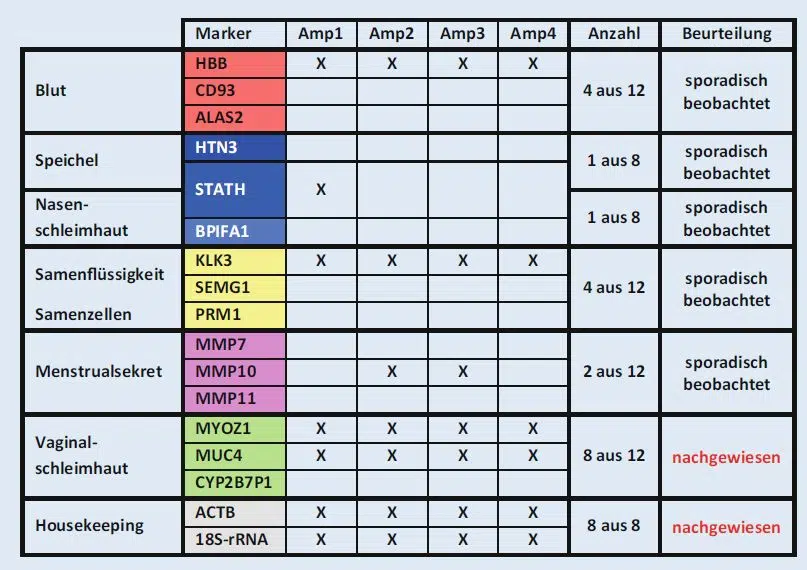 Marker Amp1 Amp2 Amp3 Amp4 Anzahl Beurteilung
Blut
HBB X X X X
CD93
ALAS2
4 aus 12
sporadisch
beobachtet
Speichel
HTN3
1 aus 8
sporadisch
beobachtet
STATH X
Nasen-
schleimhaut
BPIFA1
1 aus 8
sporadisch
beobachtet
Samenflüssigkeit
Samenzellen
KLK3 X X X X
SEMG1
PRM1
4 aus 12
sporadisch
beobachtet
Menstrualsekret
MMP7
MMP10 X X
MMP11
2 aus 12
sporadisch
beobachtet
Vaginal-
schleimhaut
MYOZ1 X X X X
MUC4 X X X X
CYP2B7P1
8 aus 12
nachgewiesen
Housekeeping
ACTB X X X X
18S-rRNA X X X X
8 aus 8
nachgewiesen